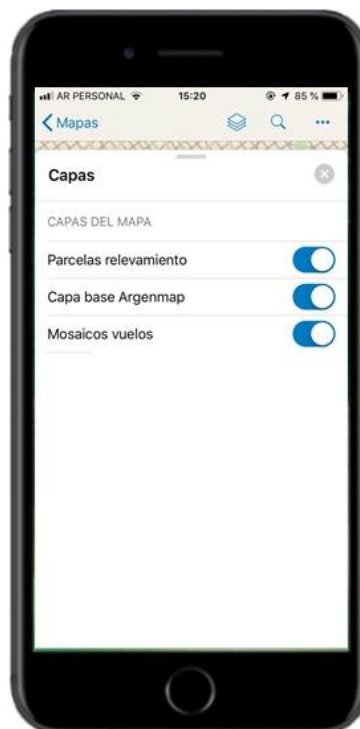 AR PERSONAL 15:20 85 %
Mapas
Capas
CAPAS DEL MAPA
Parcelas relevamiento
Capa base Argenmap
Mosaicos vuelos